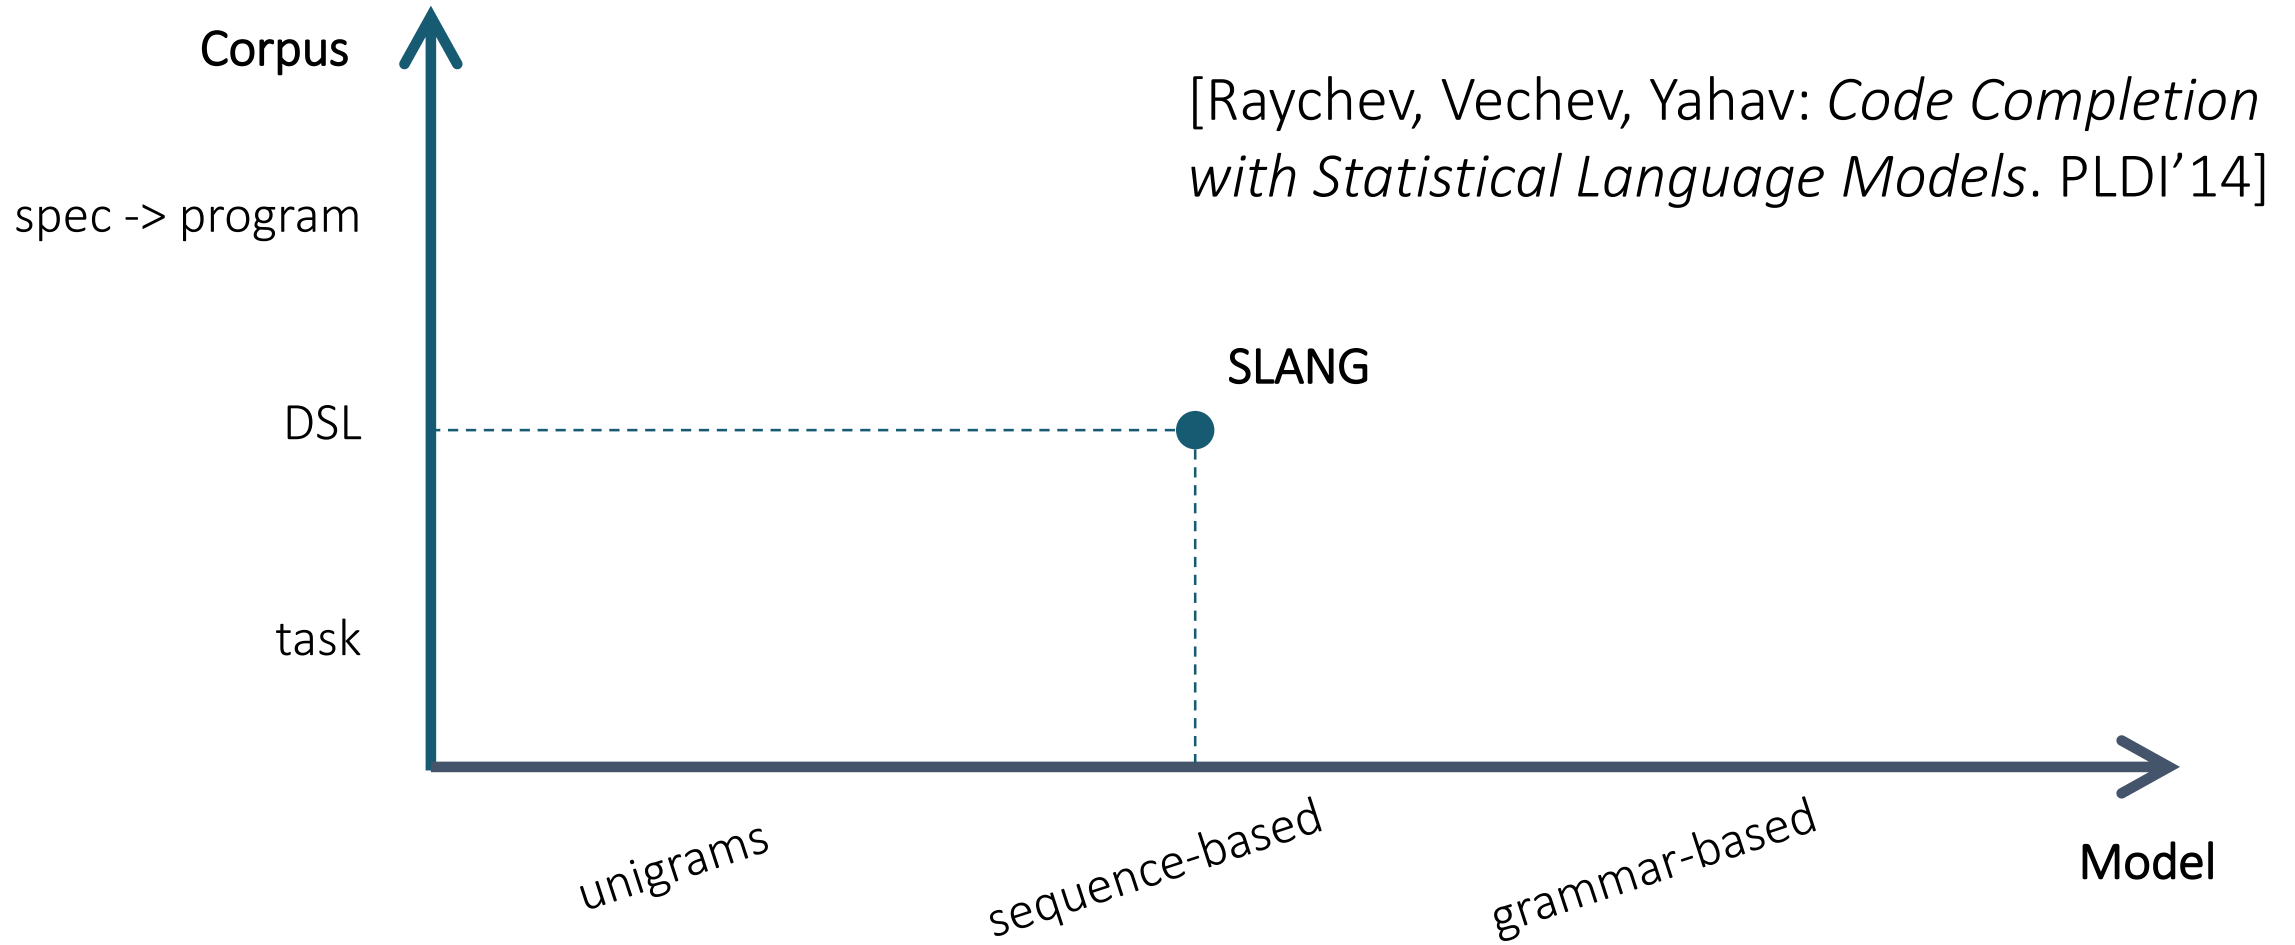 Corpus
[Raychev, Vechev, Yahav: Code Completion
with Statistical Language Models. PLDI’14]
spec -> program
SLANG
DSL
task
unigrams
sequence-based
grammar-based
Model